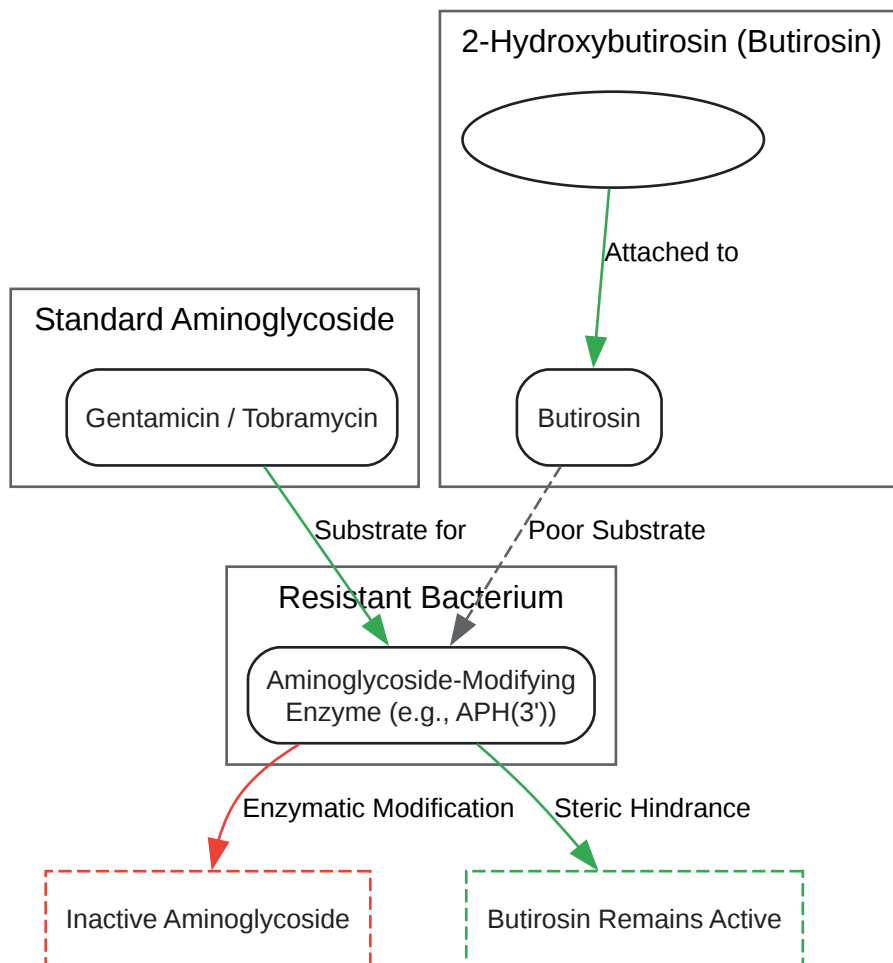 2-Hydroxybutirosin (Butirosin)
Attached to
Standard Aminoglycoside
Gentamicin / Tobramycin
Butirosin
Substrate for
Poor Substrate
Resistant Bacterium
Aminoglycoside-Modifying
Enzyme (e.g., APH(3'))
Enzymatic Modification
Steric Hindrance
Inactive Aminoglycoside
Butirosin Remains Active